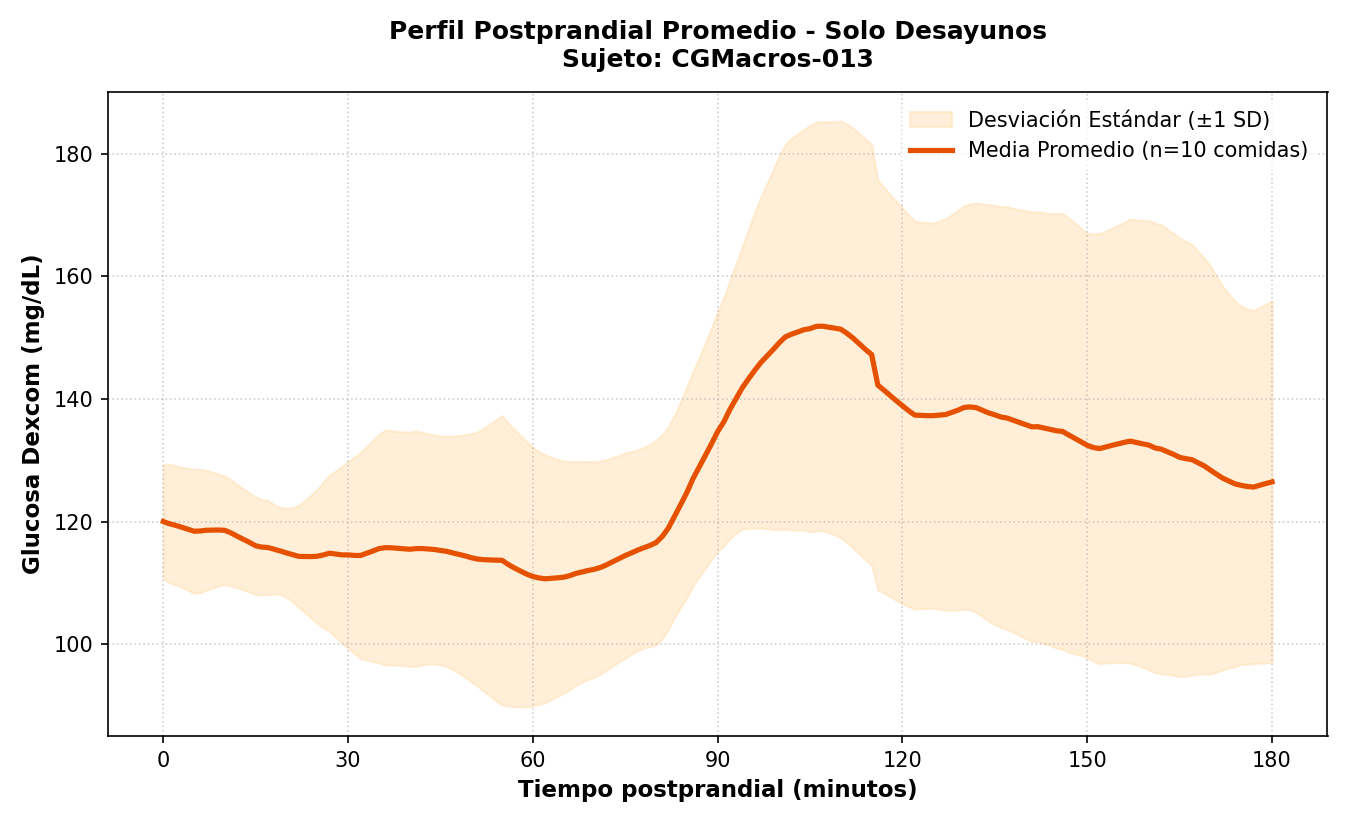 Perfil Postprandial Promedio - Solo Desayunos
Sujeto: CGMacros-013
Desviación Estándar (±1 SD)
Media Promedio (n=10 comidas)
Glucosa Dexcom (mg/dL)
180
160
140
120
100
0 30 60 90 120 150 180
Tiempo postprandial (minutos)